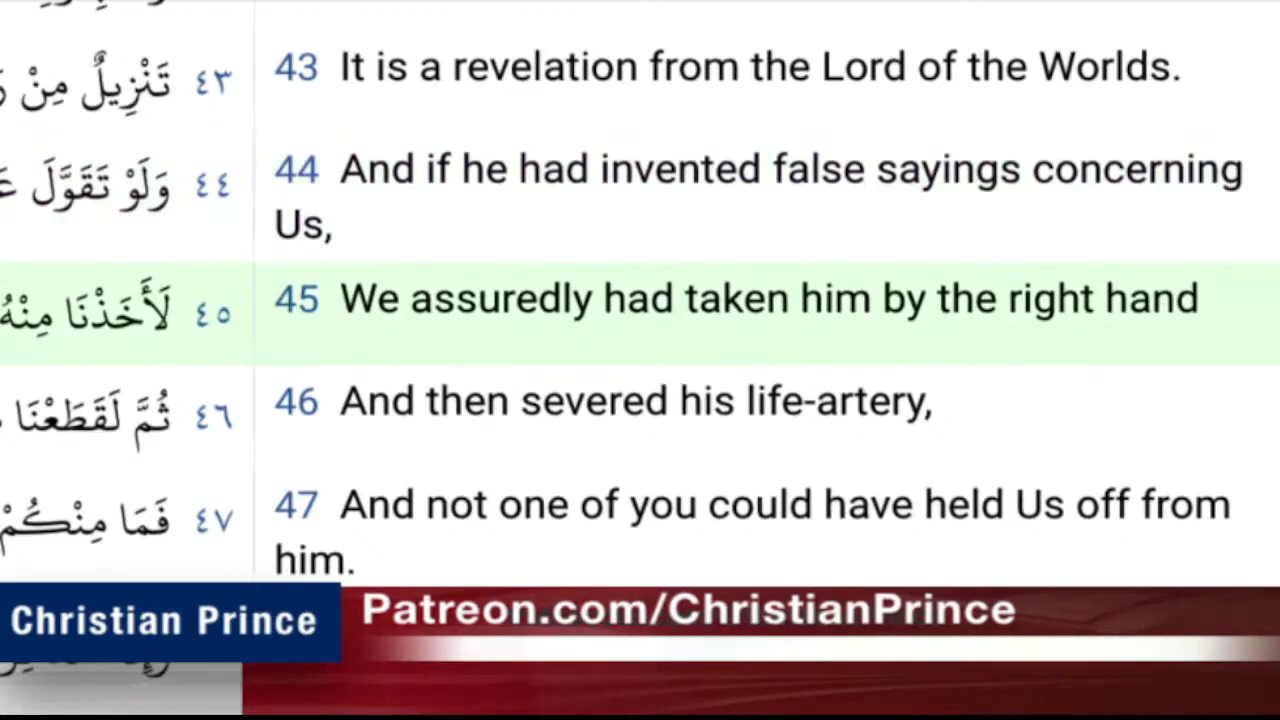 ٤٣ تَنْزِيلٌ مِنْ
43 It is a revelation from the Lord of the Worlds.
٤٤ وَلَوْ تَقَوَّلَ
44 And if he had invented false sayings concerning
Us,
٤٥ لَأَخَذْنَا مِنْهُ
45 We assuredly had taken him by the right hand
٤٦ ثُمَّ لَقَطَعْنَا
46 And then severed his life-artery,
٤٧ فَمَا مِنْكُمْ
47 And not one of you could have held Us off from
him.
Christian Prince
Patreon.com/ChristianPrince